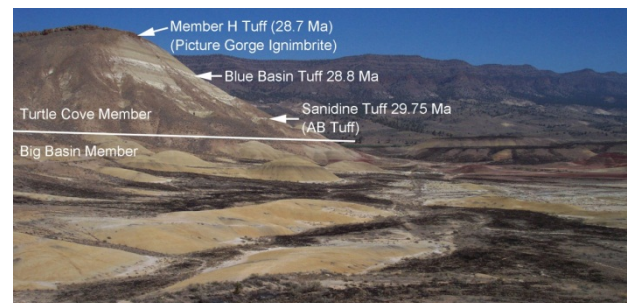 Member H Tuff (28.7 Ma)
(Picture Gorge Ignimbrite)
Blue Basin Tuff 28.8 Ma
Sanidine Tuff 29.75 Ma
(AB Tuff)
Turtle Cove Member
Big Basin Member